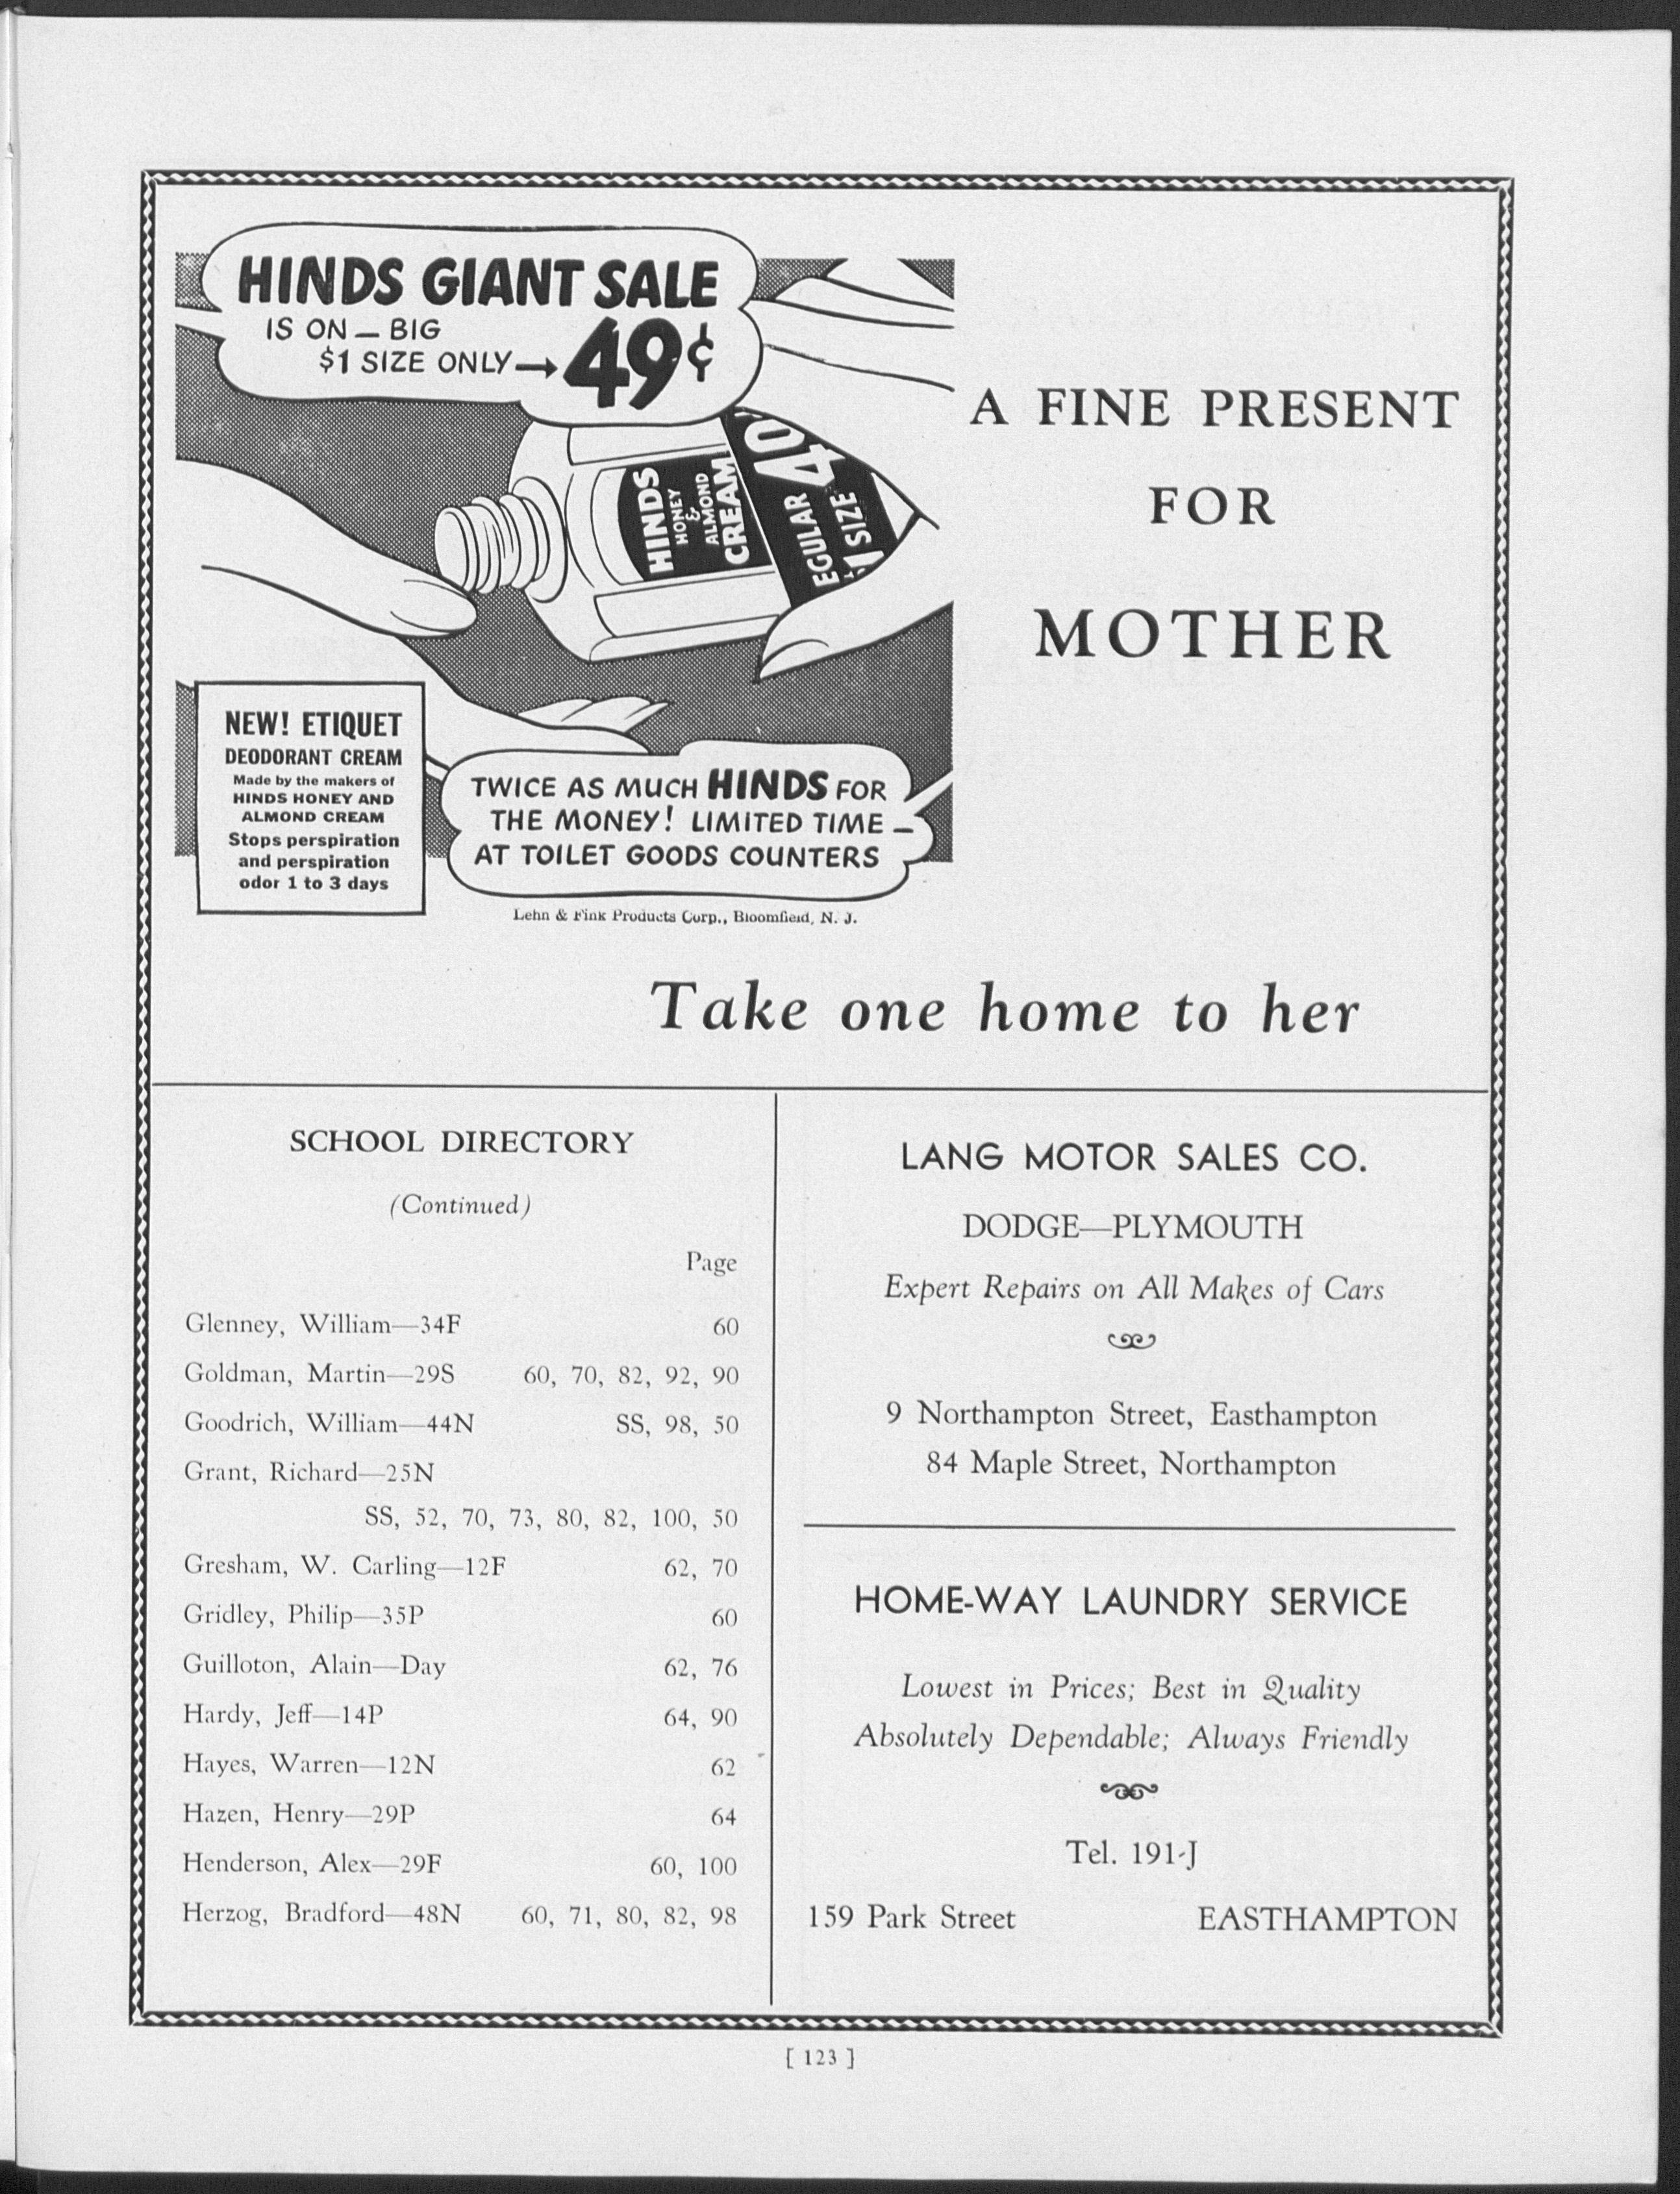 HINDS GIANT SALE
IS ON — BIG
$1 SIZE ONLY → 49¢
HINDS
HONEY
&
ALMOND
CREAM
EGULAR
$1 SIZE
A FINE PRESENT
FOR
MOTHER
NEW! ETIQUET
DEODORANT CREAM
Made by the makers of
HINDS HONEY AND
ALMOND CREAM
Stops perspiration
and perspiration
odor 1 to 3 days
TWICE AS MUCH HINDS FOR
THE MONEY! LIMITED TIME —
AT TOILET GOODS COUNTERS
Lehn & Fink Products Corp., Bloomfield, N. J.
Take one home to her
SCHOOL DIRECTORY
(Continued)
Page
Glenney, William—34F 60
Goldman, Martin—29S 60, 70, 82, 92, 90
Goodrich, William—44N SS, 98, 50
Grant, Richard—25N
SS, 52, 70, 73, 80, 82, 100, 50
Gresham, W. Carling—12F 62, 70
Gridley, Philip—35P 60
Guilloton, Alain—Day 62, 76
Hardy, Jeff—14P 64, 90
Hayes, Warren—12N 62
Hazen, Henry—29P 64
Henderson, Alex—29F 60, 100
Herzog, Bradford—48N 60, 71, 80, 82, 98
LANG MOTOR SALES CO.
DODGE—PLYMOUTH
Expert Repairs on All Makes of Cars
9 Northampton Street, Easthampton
84 Maple Street, Northampton
HOME-WAY LAUNDRY SERVICE
Lowest in Prices; Best in Quality
Absolutely Dependable; Always Friendly
Tel. 191-J
159 Park Street EASTHAMPTON
[ 123 ]